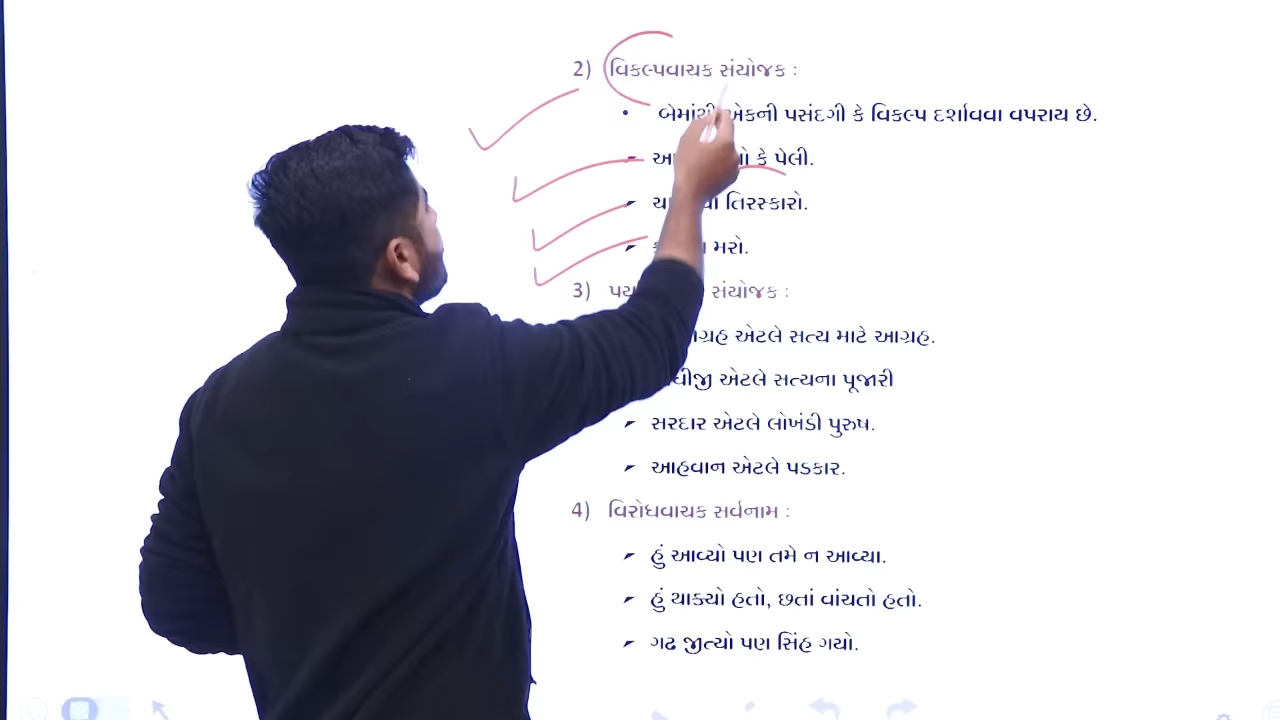 2) વિકલ્પવાચક સંયોજક :
• એકની પસંદગી કે વિકલ્પ દર્શાવવા વપરાય છે.
કે પેલી.
તિરસ્કારો.
મરો.
3) સંયોજક :
એટલે સત્ય માટે આગ્રહ.
એટલે સત્યના પૂજારી
સરદાર એટલે લોખંડી પુરુષ.
આહવાન એટલે પડકાર.
4) વિરોધવાચક સર્વનામ :
હું આવ્યો પણ તમે ન આવ્યા.
હું થાક્યો હતો, છતાં વાંચતો હતો.
ગઢ જીત્યો પણ સિંહ ગયો.